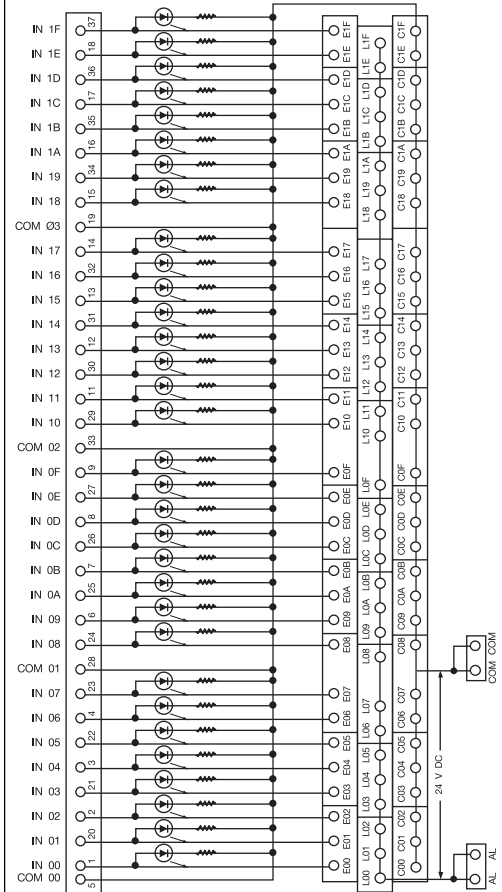 IN 1F 37 E1F L1F C1F
IN 1E 18 E1E L1E C1E
IN 1D 36 E1D L1D C1D
IN 1C 17 E1C L1C C1C
IN 1B 35 E1B L1B C1B
IN 1A 16 E1A L1A C1A
IN 19 34 E19 L19 C19
IN 18 15 E18 L18 C18
COM Ø3 19
IN 17 14 E17 L17 C17
IN 16 32 E16 L16 C16
IN 15 13 E15 L15 C15
IN 14 31 E14 L14 C14
IN 13 12 E13 L13 C13
IN 12 30 E12 L12 C12
IN 11 11 E11 L11 C11
IN 10 29 E10 L10 C10
COM 02 33
IN 0F 9 E0F L0F C0F
IN 0E 27 E0E L0E C0E
IN 0D 8 E0D L0D C0D
IN 0C 26 E0C L0C C0C
IN 0B 7 E0B L0B C0B
IN 0A 25 E0A L0A C0A
IN 09 6 E09 L09 C09
IN 08 24 E08 L08 C08
COM 01 28
COM COM
IN 07 23 E07 L07 C07
IN 06 4 E06 L06 C06
IN 05 22 E05 L05 C05
IN 04 3 E04 L04 C04
24 V DC
IN 03 21 E03 L03 C03
IN 02 2 E02 L02 C02
IN 01 20 E01 L01 C01
IN 00 1 E00 L00 C00
COM 00 5
AL AL